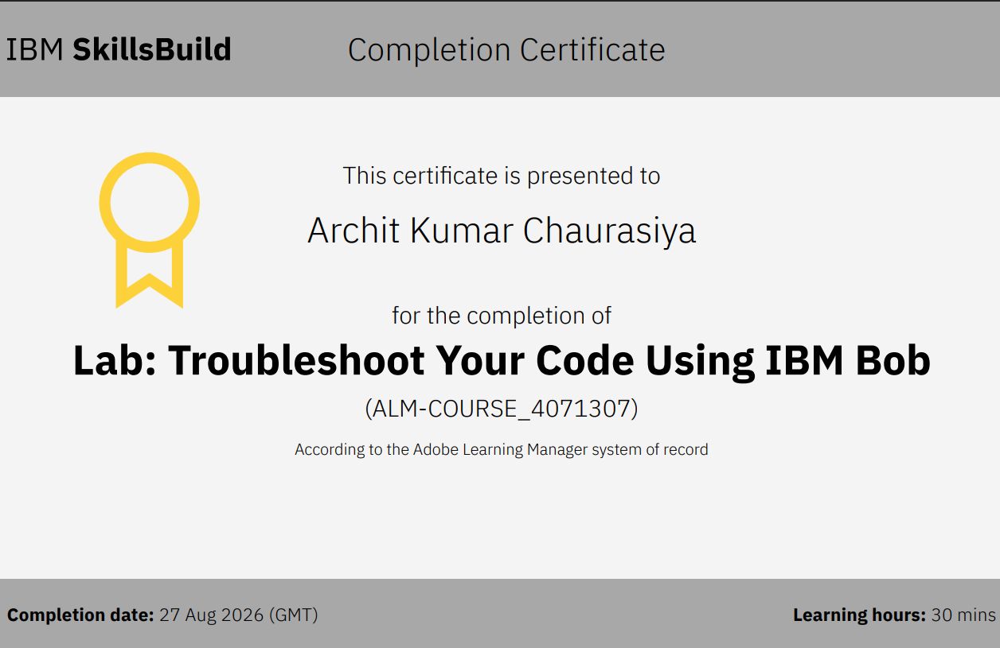 IBM SkillsBuild
Completion Certificate
This certificate is presented to
Archit Kumar Chaurasiya
for the completion of
Lab: Troubleshoot Your Code Using IBM Bob
(ALM-COURSE_4071307)
According to the Adobe Learning Manager system of record
Completion date: 27 Aug 2026 (GMT)
Learning hours: 30 mins